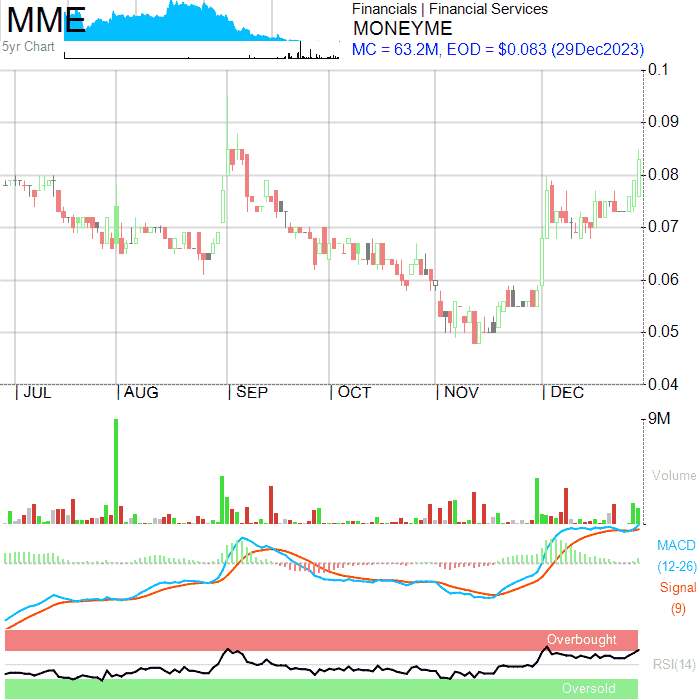 MME
5yr Chart
Financials | Financial Services
MONEYME
MC = 63.2M, EOD = $0.083 (29Dec2023)
0.1
0.09
0.08
0.07
0.06
0.05
0.04
| JUL | AUG | SEP | OCT | NOV | DEC
9M
Volume
MACD
(12-26)
Signal
(9)
Overbought
RSI(14)
Oversold